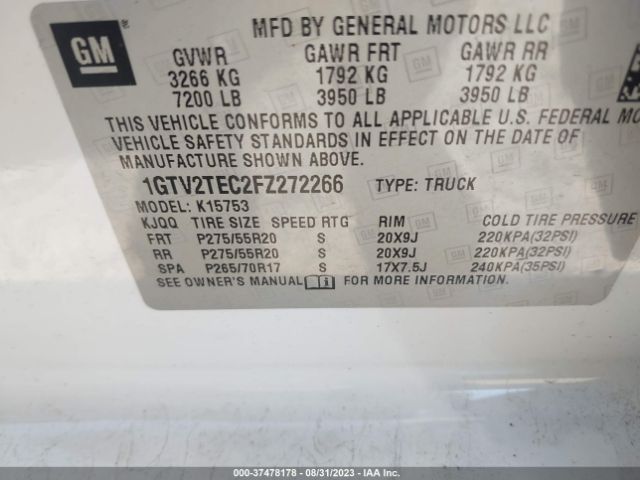 GM
®
MFD BY GENERAL MOTORS LLC
GVWR GAWR FRT GAWR RR
3266 KG 1792 KG 1792 KG
7200 LB 3950 LB 3950 LB
THIS VEHICLE CONFORMS TO ALL APPLICABLE U.S. FEDERAL MO
VEHICLE SAFETY STANDARDS IN EFFECT ON THE DATE OF
MANUFACTURE SHOWN ABOVE.
1GTV2TEC2FZ272266 TYPE: TRUCK
MODEL: K15753
KJQQ TIRE SIZE SPEED RTG RIM COLD TIRE PRESSURE
FRT P275/55R20 S 20X9J 220KPA(32PSI)
RR P275/55R20 S 20X9J 220KPA(32PSI)
SPA P265/70R17 S 17X7.5J 240KPA(35PSI)
SEE OWNER'S MANUAL FOR MORE INFORMATION.
000-37478178 - 08/31/2023 - IAA Inc.